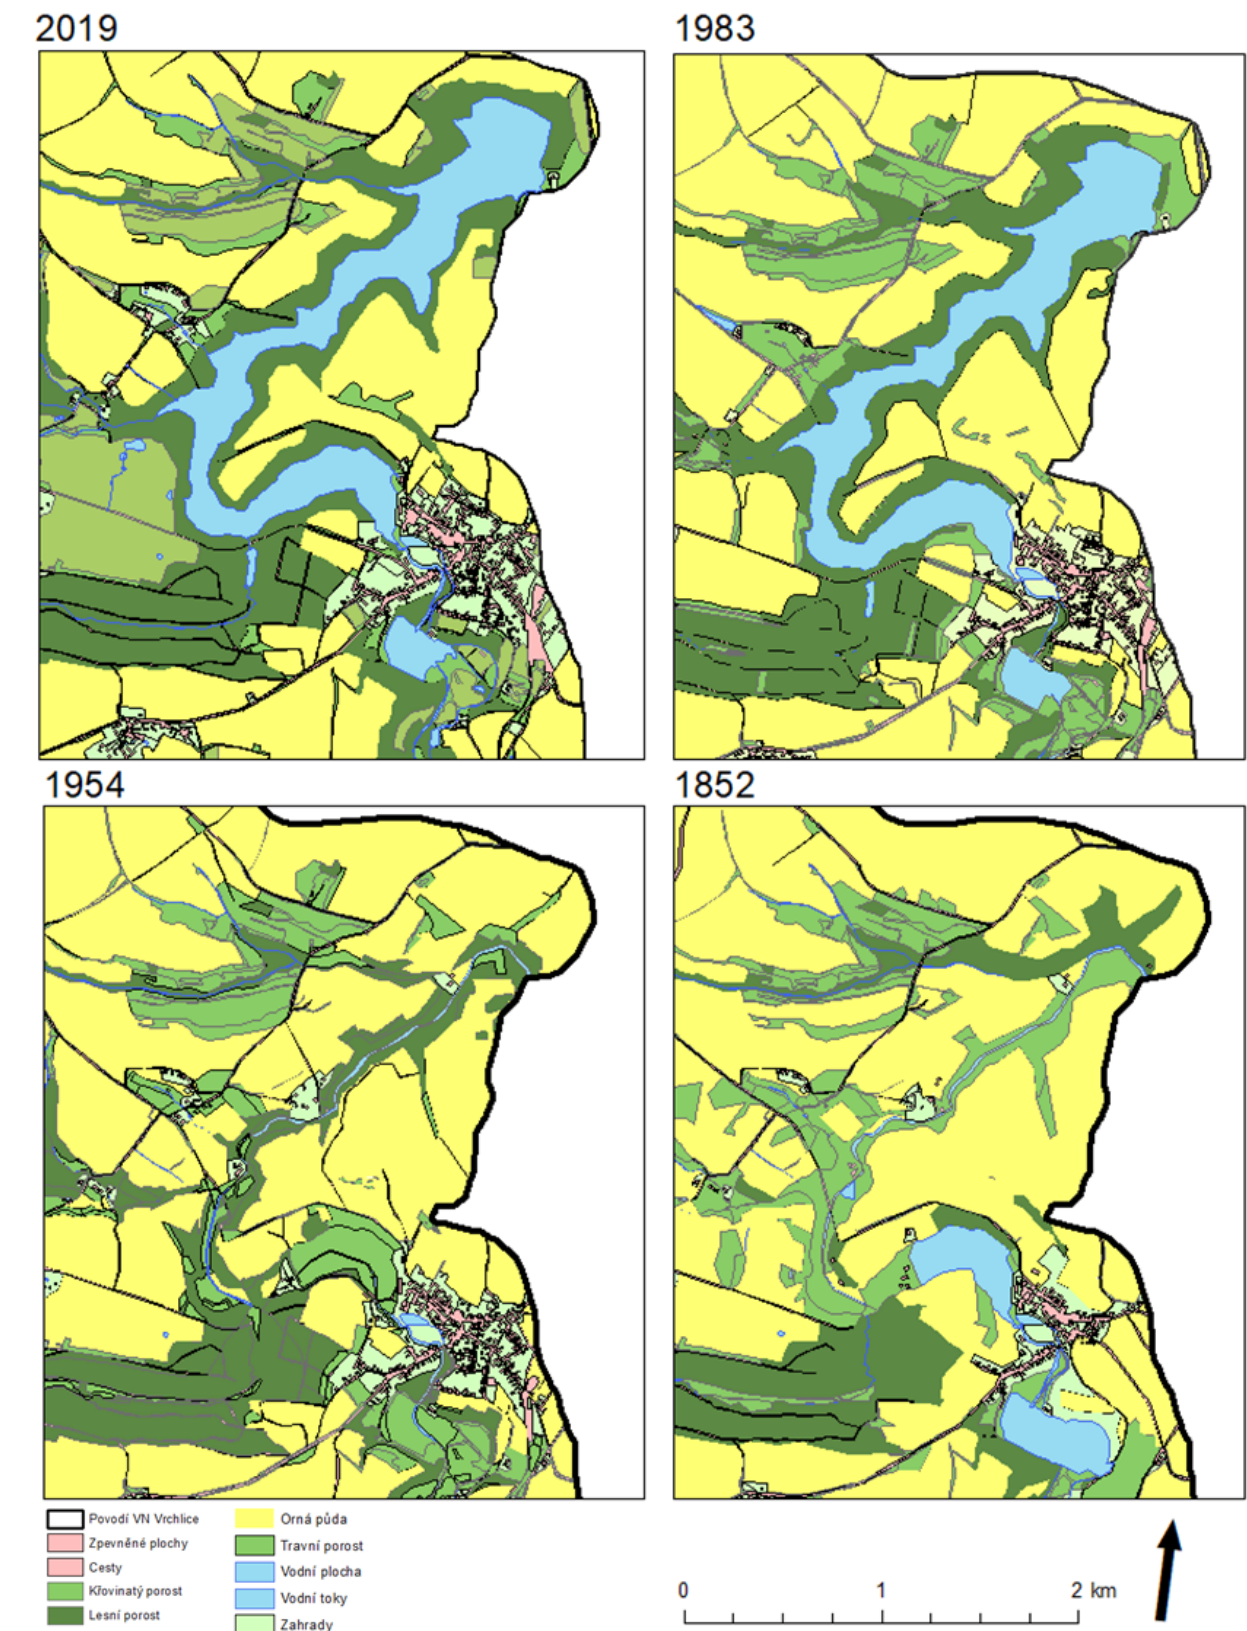 2019
1983
1954
1852
Povodí VN Vrchlice
Zpevněné plochy
Cesty
Křovinatý porost
Lesní porost
Orná půda
Travní porost
Vodní plocha
Vodní toky
Zahrady
0 1 2 km